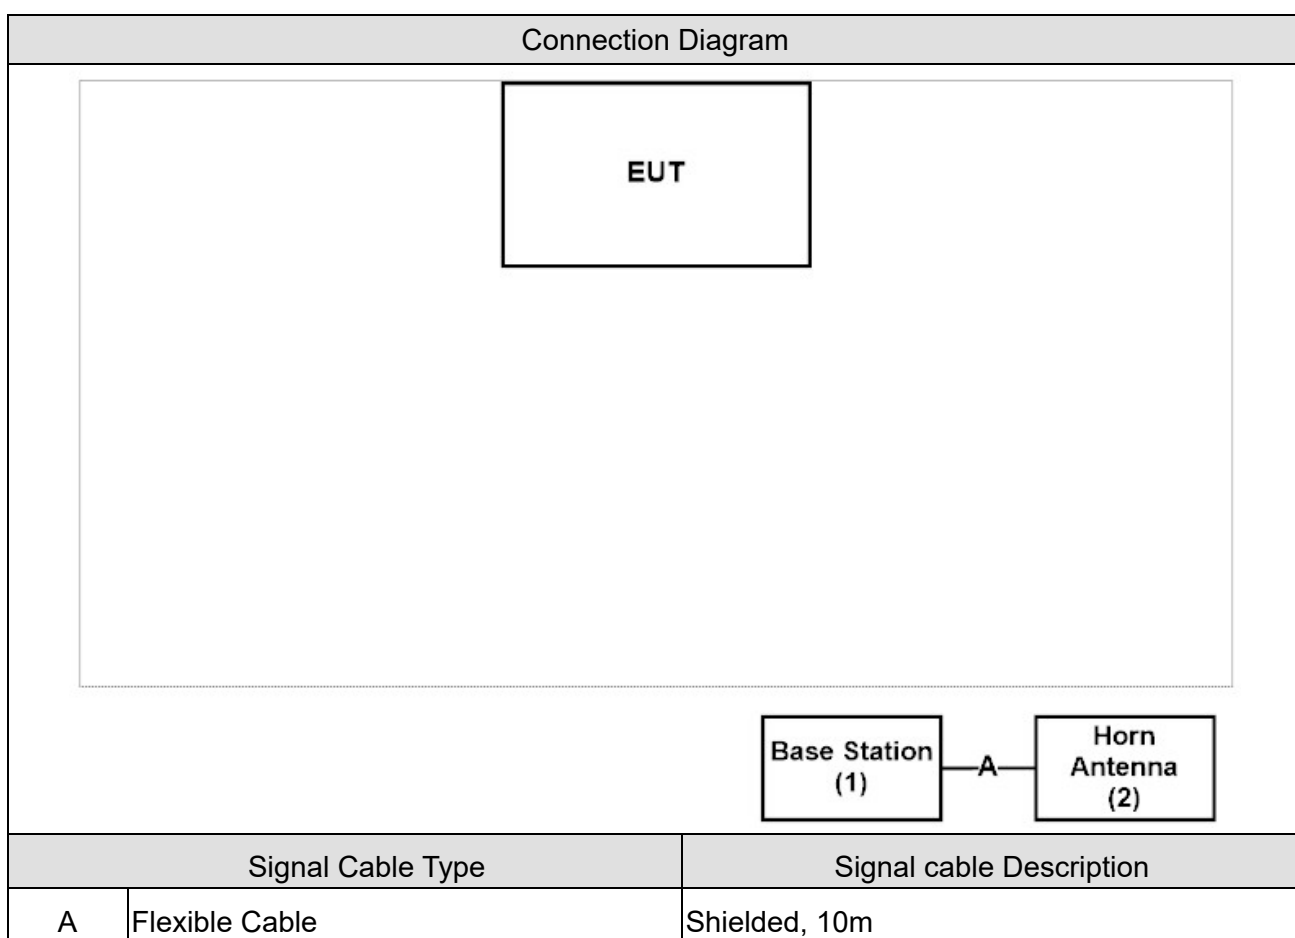 Connection Diagram
EUT
Base Station
(1)
A
Horn
Antenna
(2)
Signal Cable Type
Signal cable Description
A
Flexible Cable
Shielded, 10m